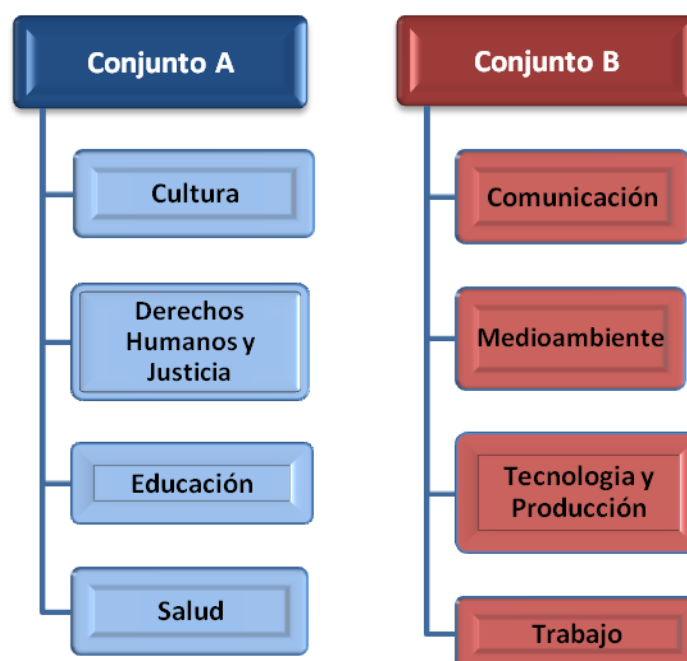 Conjunto A
Cultura
Derechos
Humanos y
Justicia
Educación
Salud
Conjunto B
Comunicación
Medioambiente
Tecnologia y
Producción
Trabajo